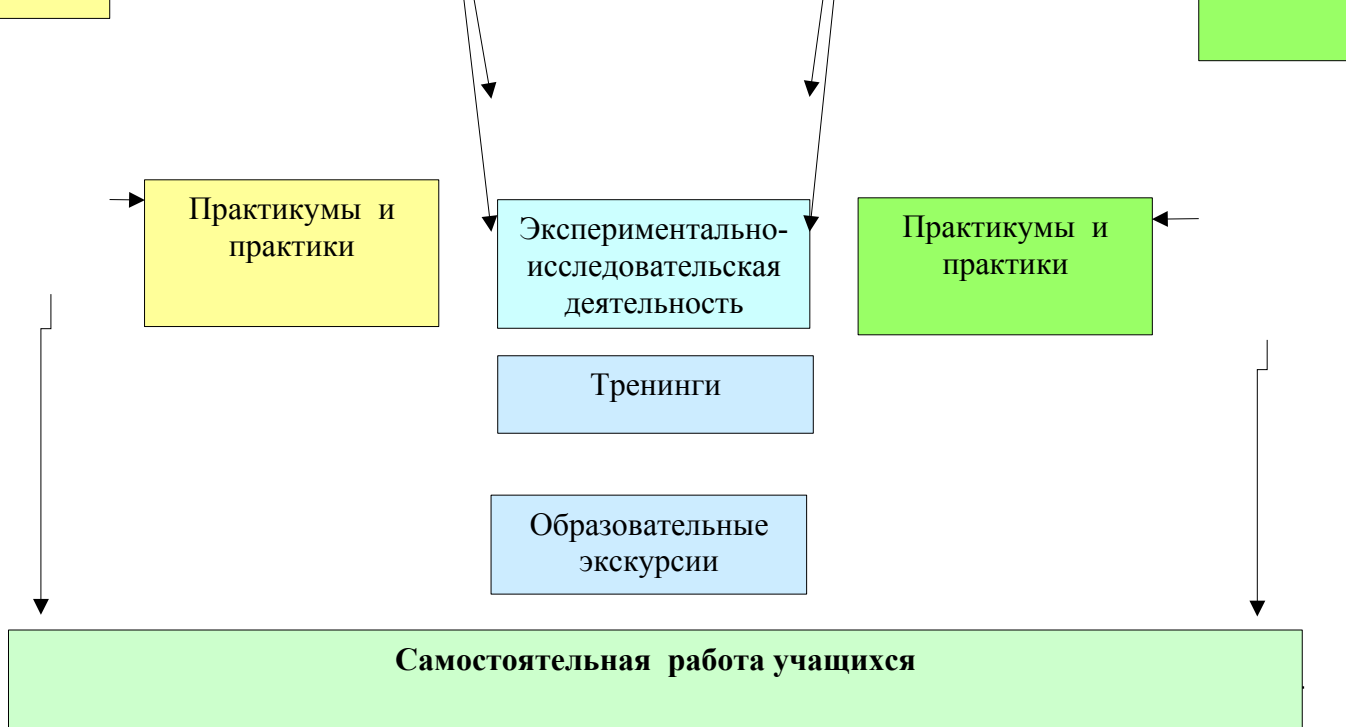 Практикумы и
практики
Экспериментально-
исследовательская
деятельность
Практикумы и
практики
Тренинги
Образовательные
экскурсии
Самостоятельная работа учащихся